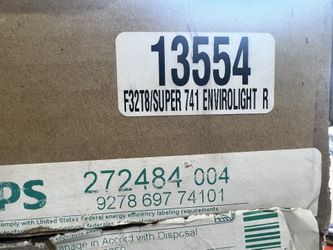 13554
F32T8/SUPER 741 ENVIROLIGHT R
PS
272484 004
9278 697 74101
comply with United States Federal energy efficiency labeling requirements
anage in Accord with Disposal